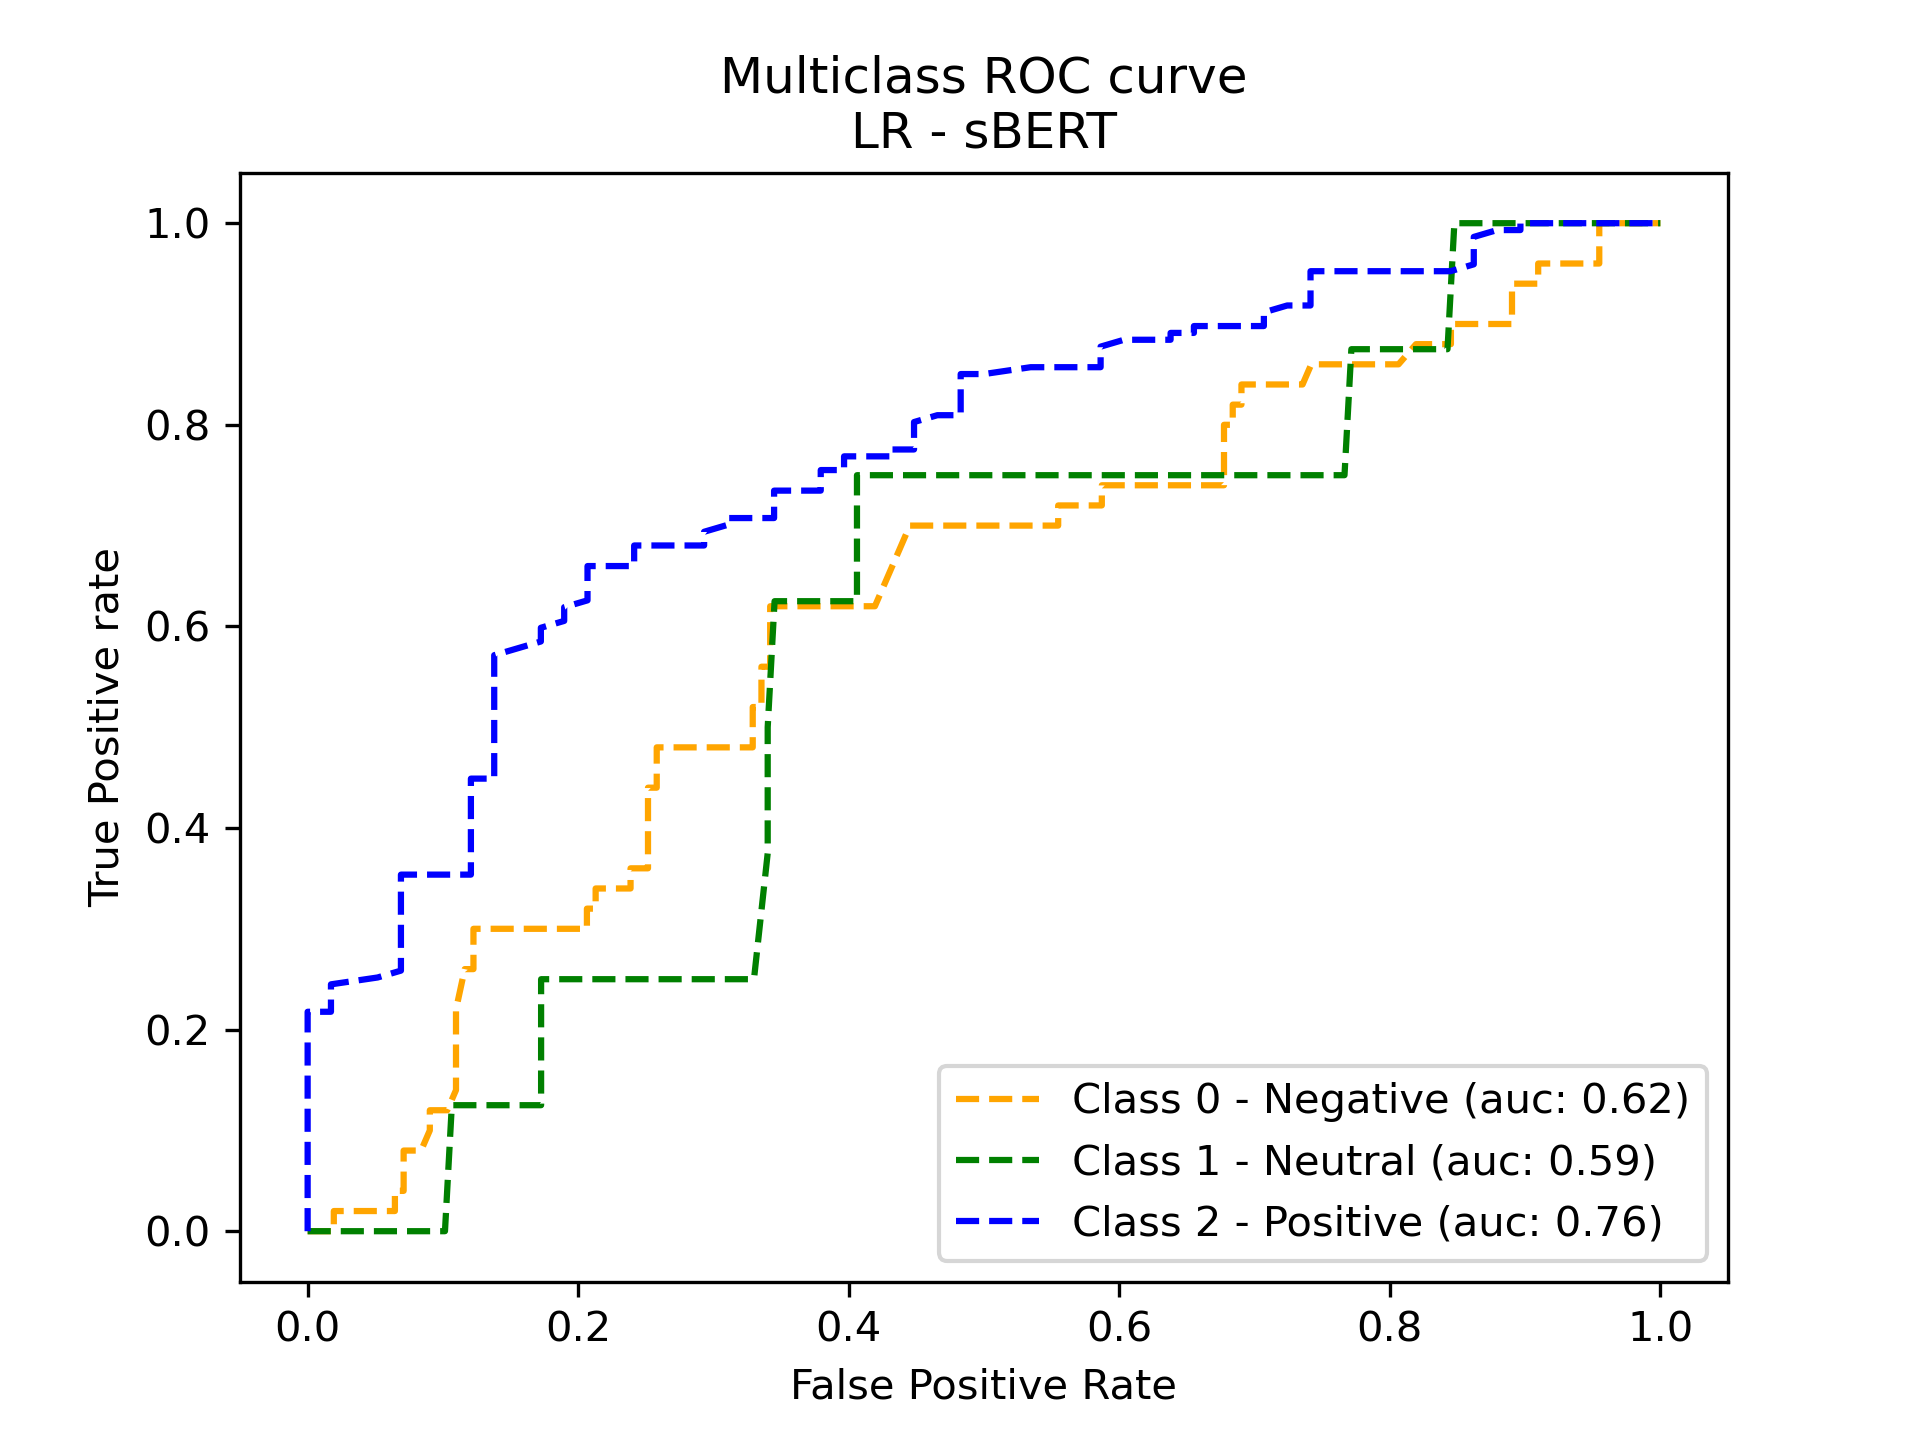 Multiclass ROC curve
LR - sBERT
True Positive rate
1.0
0.8
0.6
0.4
0.2
0.0
Class 0 - Negative (auc: 0.62)
Class 1 - Neutral (auc: 0.59)
Class 2 - Positive (auc: 0.76)
0.0 0.2 0.4 0.6 0.8 1.0
False Positive Rate